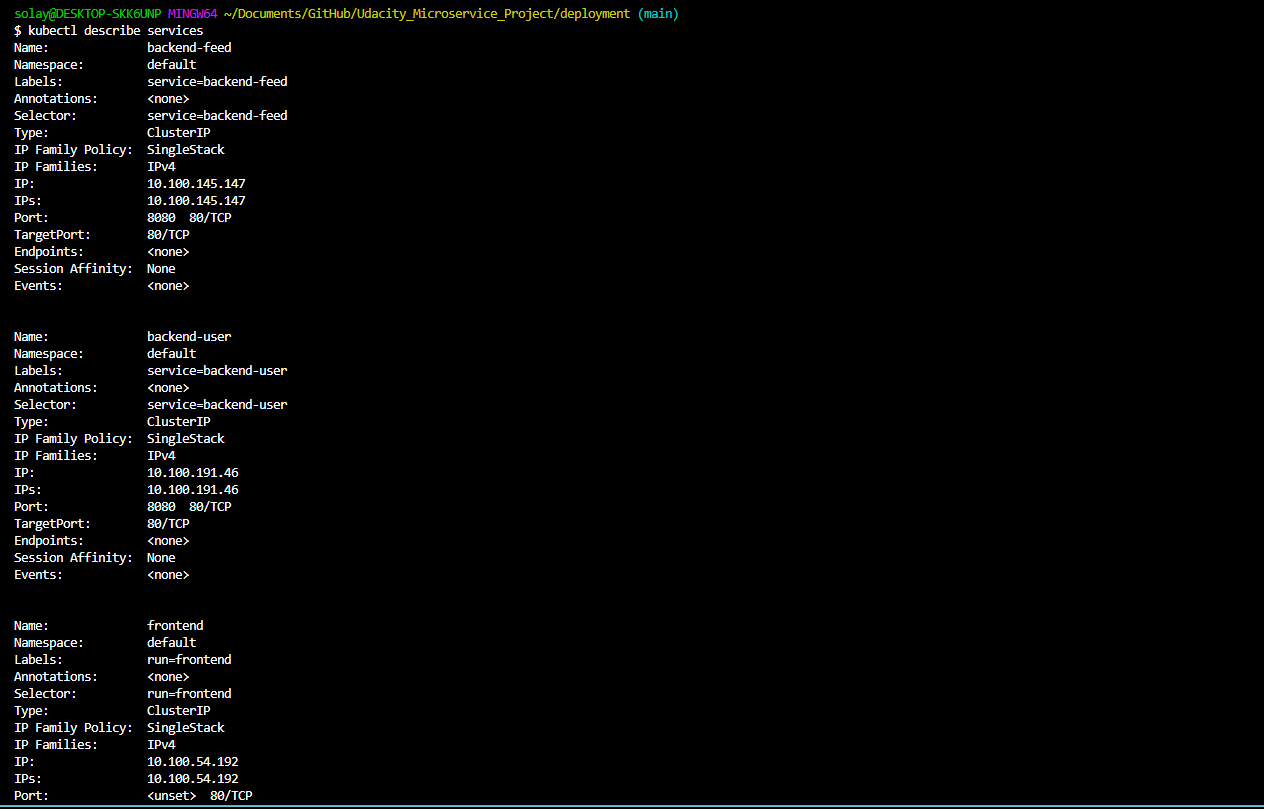 solay@DESKTOP-SKK6UNP MINGW64 ~/Documents/GitHub/Udacity_Microservice_Project/deployment (main)
$ kubectl describe services
Name:              backend-feed
Namespace:         default
Labels:            service=backend-feed
Annotations:       <none>
Selector:          service=backend-feed
Type:              ClusterIP
IP Family Policy:  SingleStack
IP Families:       IPv4
IP:                10.100.145.147
IPs:               10.100.145.147
Port:              8080  80/TCP
TargetPort:        80/TCP
Endpoints:         <none>
Session Affinity:  None
Events:            <none>
Name:              backend-user
Namespace:         default
Labels:            service=backend-user
Annotations:       <none>
Selector:          service=backend-user
Type:              ClusterIP
IP Family Policy:  SingleStack
IP Families:       IPv4
IP:                10.100.191.46
IPs:               10.100.191.46
Port:              8080  80/TCP
TargetPort:        80/TCP
Endpoints:         <none>
Session Affinity:  None
Events:            <none>
Name:              frontend
Namespace:         default
Labels:            run=frontend
Annotations:       <none>
Selector:          run=frontend
Type:              ClusterIP
IP Family Policy:  SingleStack
IP Families:       IPv4
IP:                10.100.54.192
IPs:               10.100.54.192
Port:              <unset>  80/TCP